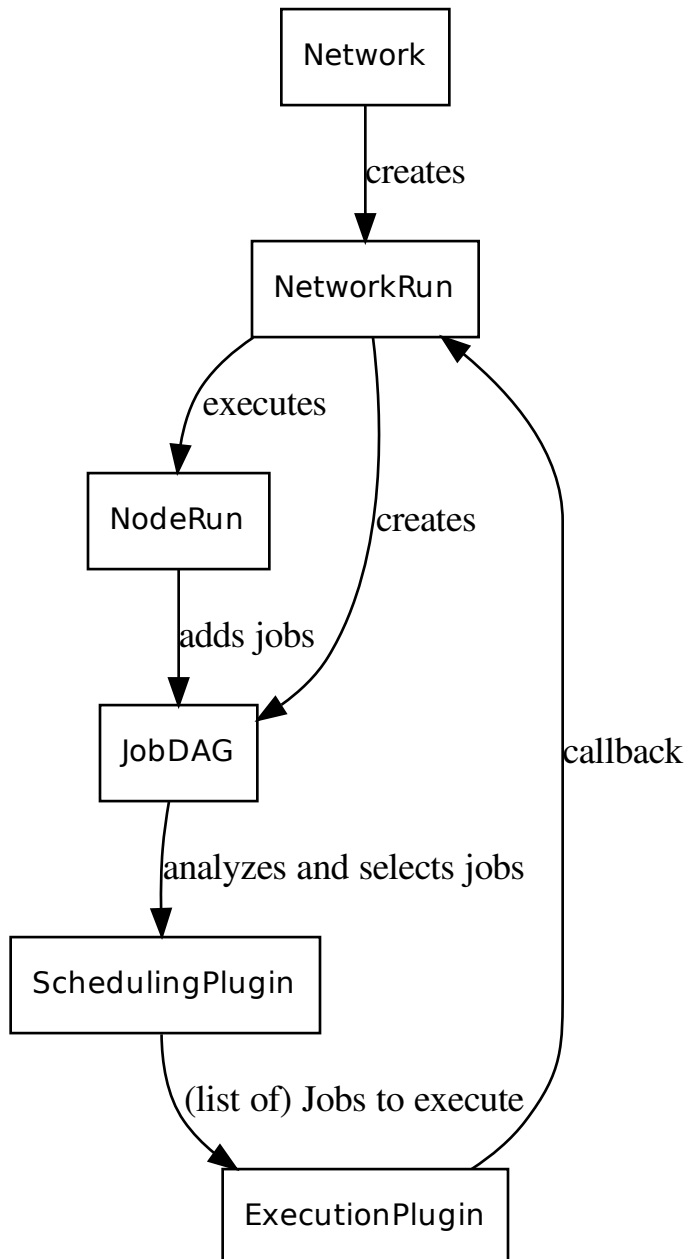 Network
creates
NetworkRun
executes
NodeRun
creates
adds jobs
JobDAG
callback
analyzes and selects jobs
SchedulingPlugin
(list of) Jobs to execute
ExecutionPlugin